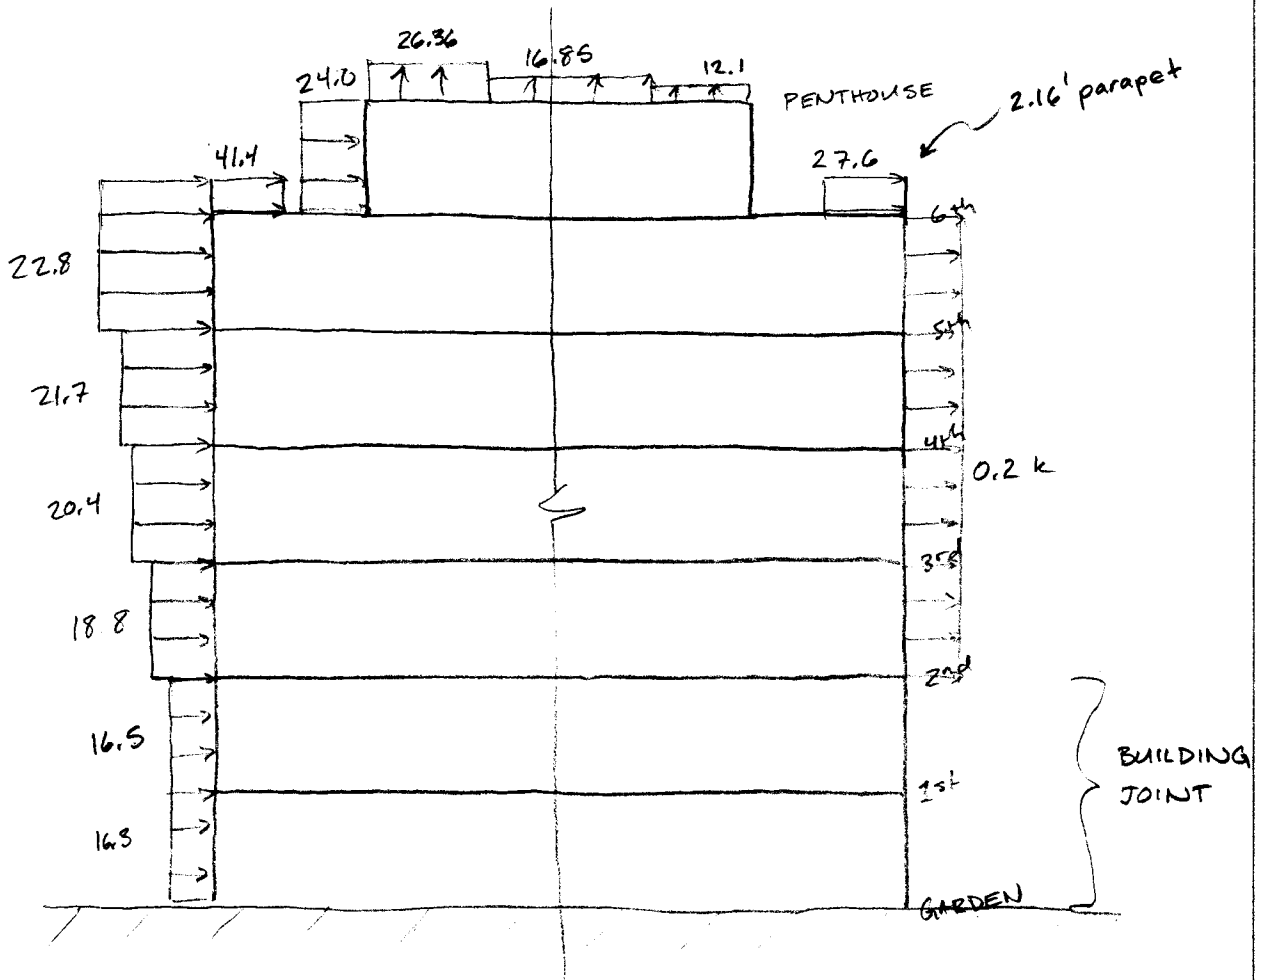 26.36
16.85
12.1
24.0
PENTHOUSE
2.16' parapet
41.4
27.6
6th
22.8
5th
21.7
4th
0.2 k
20.4
3rd
18.8
2nd
16.5
BUILDING
JOINT
1st
16.3
GARDEN